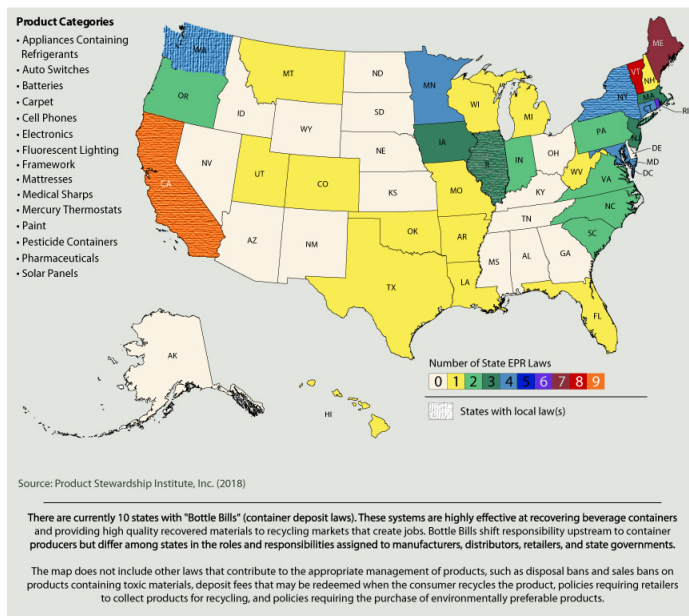 Product Categories
• Appliances Containing
Refrigerants
• Auto Switches
• Batteries
• Carpet
• Cell Phones
• Electronics
• Fluorescent Lighting
• Framework
• Mattresses
• Medical Sharps
• Mercury Thermostats
• Paint
• Pesticide Containers
• Pharmaceuticals
• Solar Panels
WA
MT
ND
MN
ME
VT
NH
OR
ID
SD
WI
MI
NY
MA
CT
RI
WY
IA
PA
NJ
NE
IL
IN
OH
DE
MD
DC
NV
UT
CO
KS
MO
WV
VA
KY
CA
NC
TN
AZ
NM
OK
AR
SC
MS
AL
GA
TX
LA
FL
AK
HI
Number of State EPR Laws
0 1 2 3 4 5 6 7 8 9
States with local law(s)
Source: Product Stewardship Institute, Inc. (2018)
There are currently 10 states with "Bottle Bills" (container deposit laws). These systems are highly effective at recovering beverage containers
and providing high quality recovered materials to recycling markets that create jobs. Bottle Bills shift responsibility upstream to container
producers but differ among states in the roles and responsibilities assigned to manufacturers, distributors, retailers, and state governments.
The map does not include other laws that contribute to the appropriate management of products, such as disposal bans and sales bans on
products containing toxic materials, deposit fees that may be redeemed when the consumer recycles the product, policies requiring retailers
to collect products for recycling, and policies requiring the purchase of environmentally preferable products.